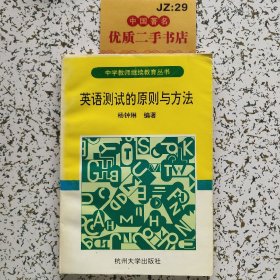 JZ:29
中国著名
优质二手书店
中学教师继续教育丛书
英语测试的原则与方法
杨钟琳 编著
杭州大学出版社